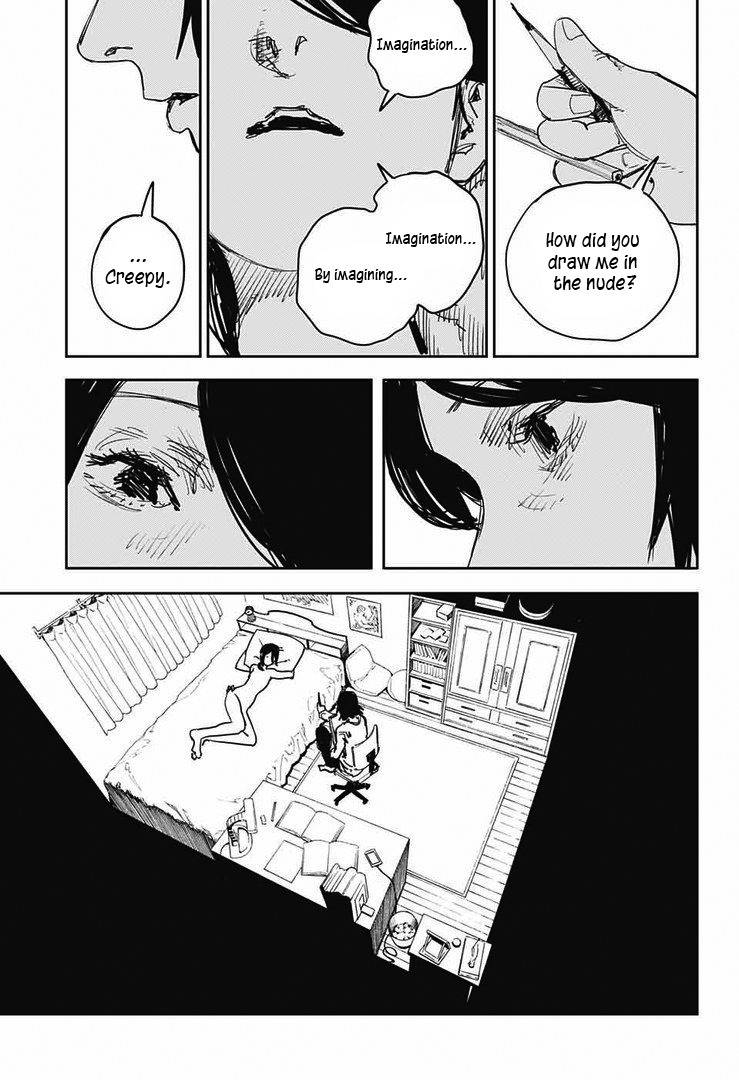 How did you
draw me in
the nude?
Imagination...
Imagination...
By imagining...
...
Creepy.